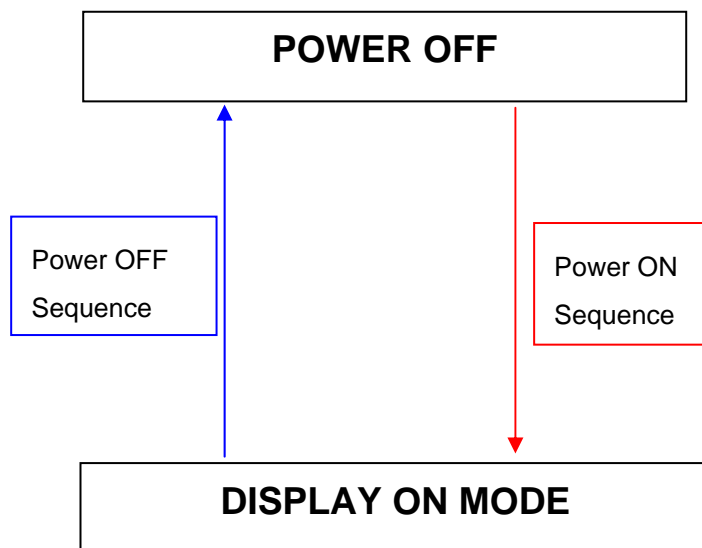 POWER OFF
Power OFF
Sequence
Power ON
Sequence
DISPLAY ON MODE